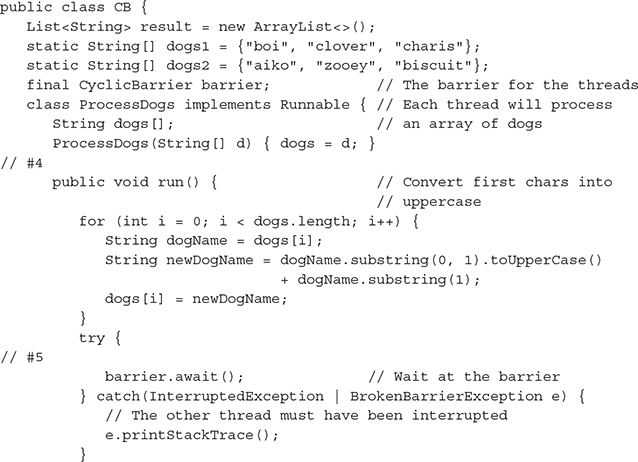 public class CB {
   List<String> result = new ArrayList<>();
   static String[] dogs1 = {"boi", "clover", "charis"};
   static String[] dogs2 = {"aiko", "zooey", "biscuit"};
   final CyclicBarrier barrier;          // The barrier for the threads
   class ProcessDogs implements Runnable { // Each thread will process
      String dogs[];                     // an array of dogs
      ProcessDogs(String[] d) { dogs = d; }
// #4
      public void run() {                // Convert first chars into
                                         // uppercase
         for (int i = 0; i < dogs.length; i++) {
            String dogName = dogs[i];
            String newDogName = dogName.substring(0, 1).toUpperCase()
                              + dogName.substring(1);
            dogs[i] = newDogName;
         }
         try {
// #5
            barrier.await();            // Wait at the barrier
         } catch(InterruptedException | BrokenBarrierException e) {
            // The other thread must have been interrupted
            e.printStackTrace();
         }